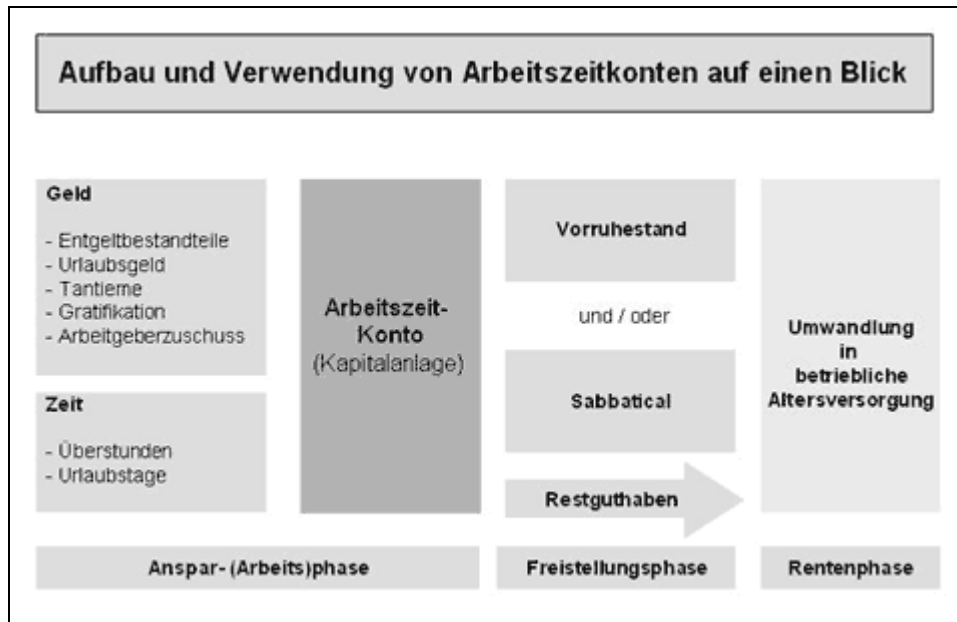 Aufbau und Verwendung von Arbeitszeitkonten auf einen Blick
Geld
- Entgeltbestandteile
- Urlaubsgeld
- Tantieme
- Gratifikation
- Arbeitgeberzuschuss
Zeit
- Überstunden
- Urlaubstage
Arbeitszeit-
Konto
(Kapitalanlage)
Vorruhestand
und / oder
Sabbatical
Restguthaben
Umwandlung
in
betriebliche
Altersversorgung
Anspar- (Arbeits)phase
Freistellungsphase
Rentenphase